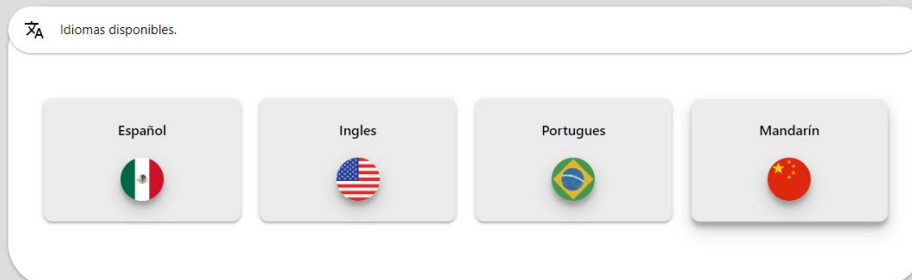 Idiomas disponibles.
Español
Ingles
Portugues
Mandarín